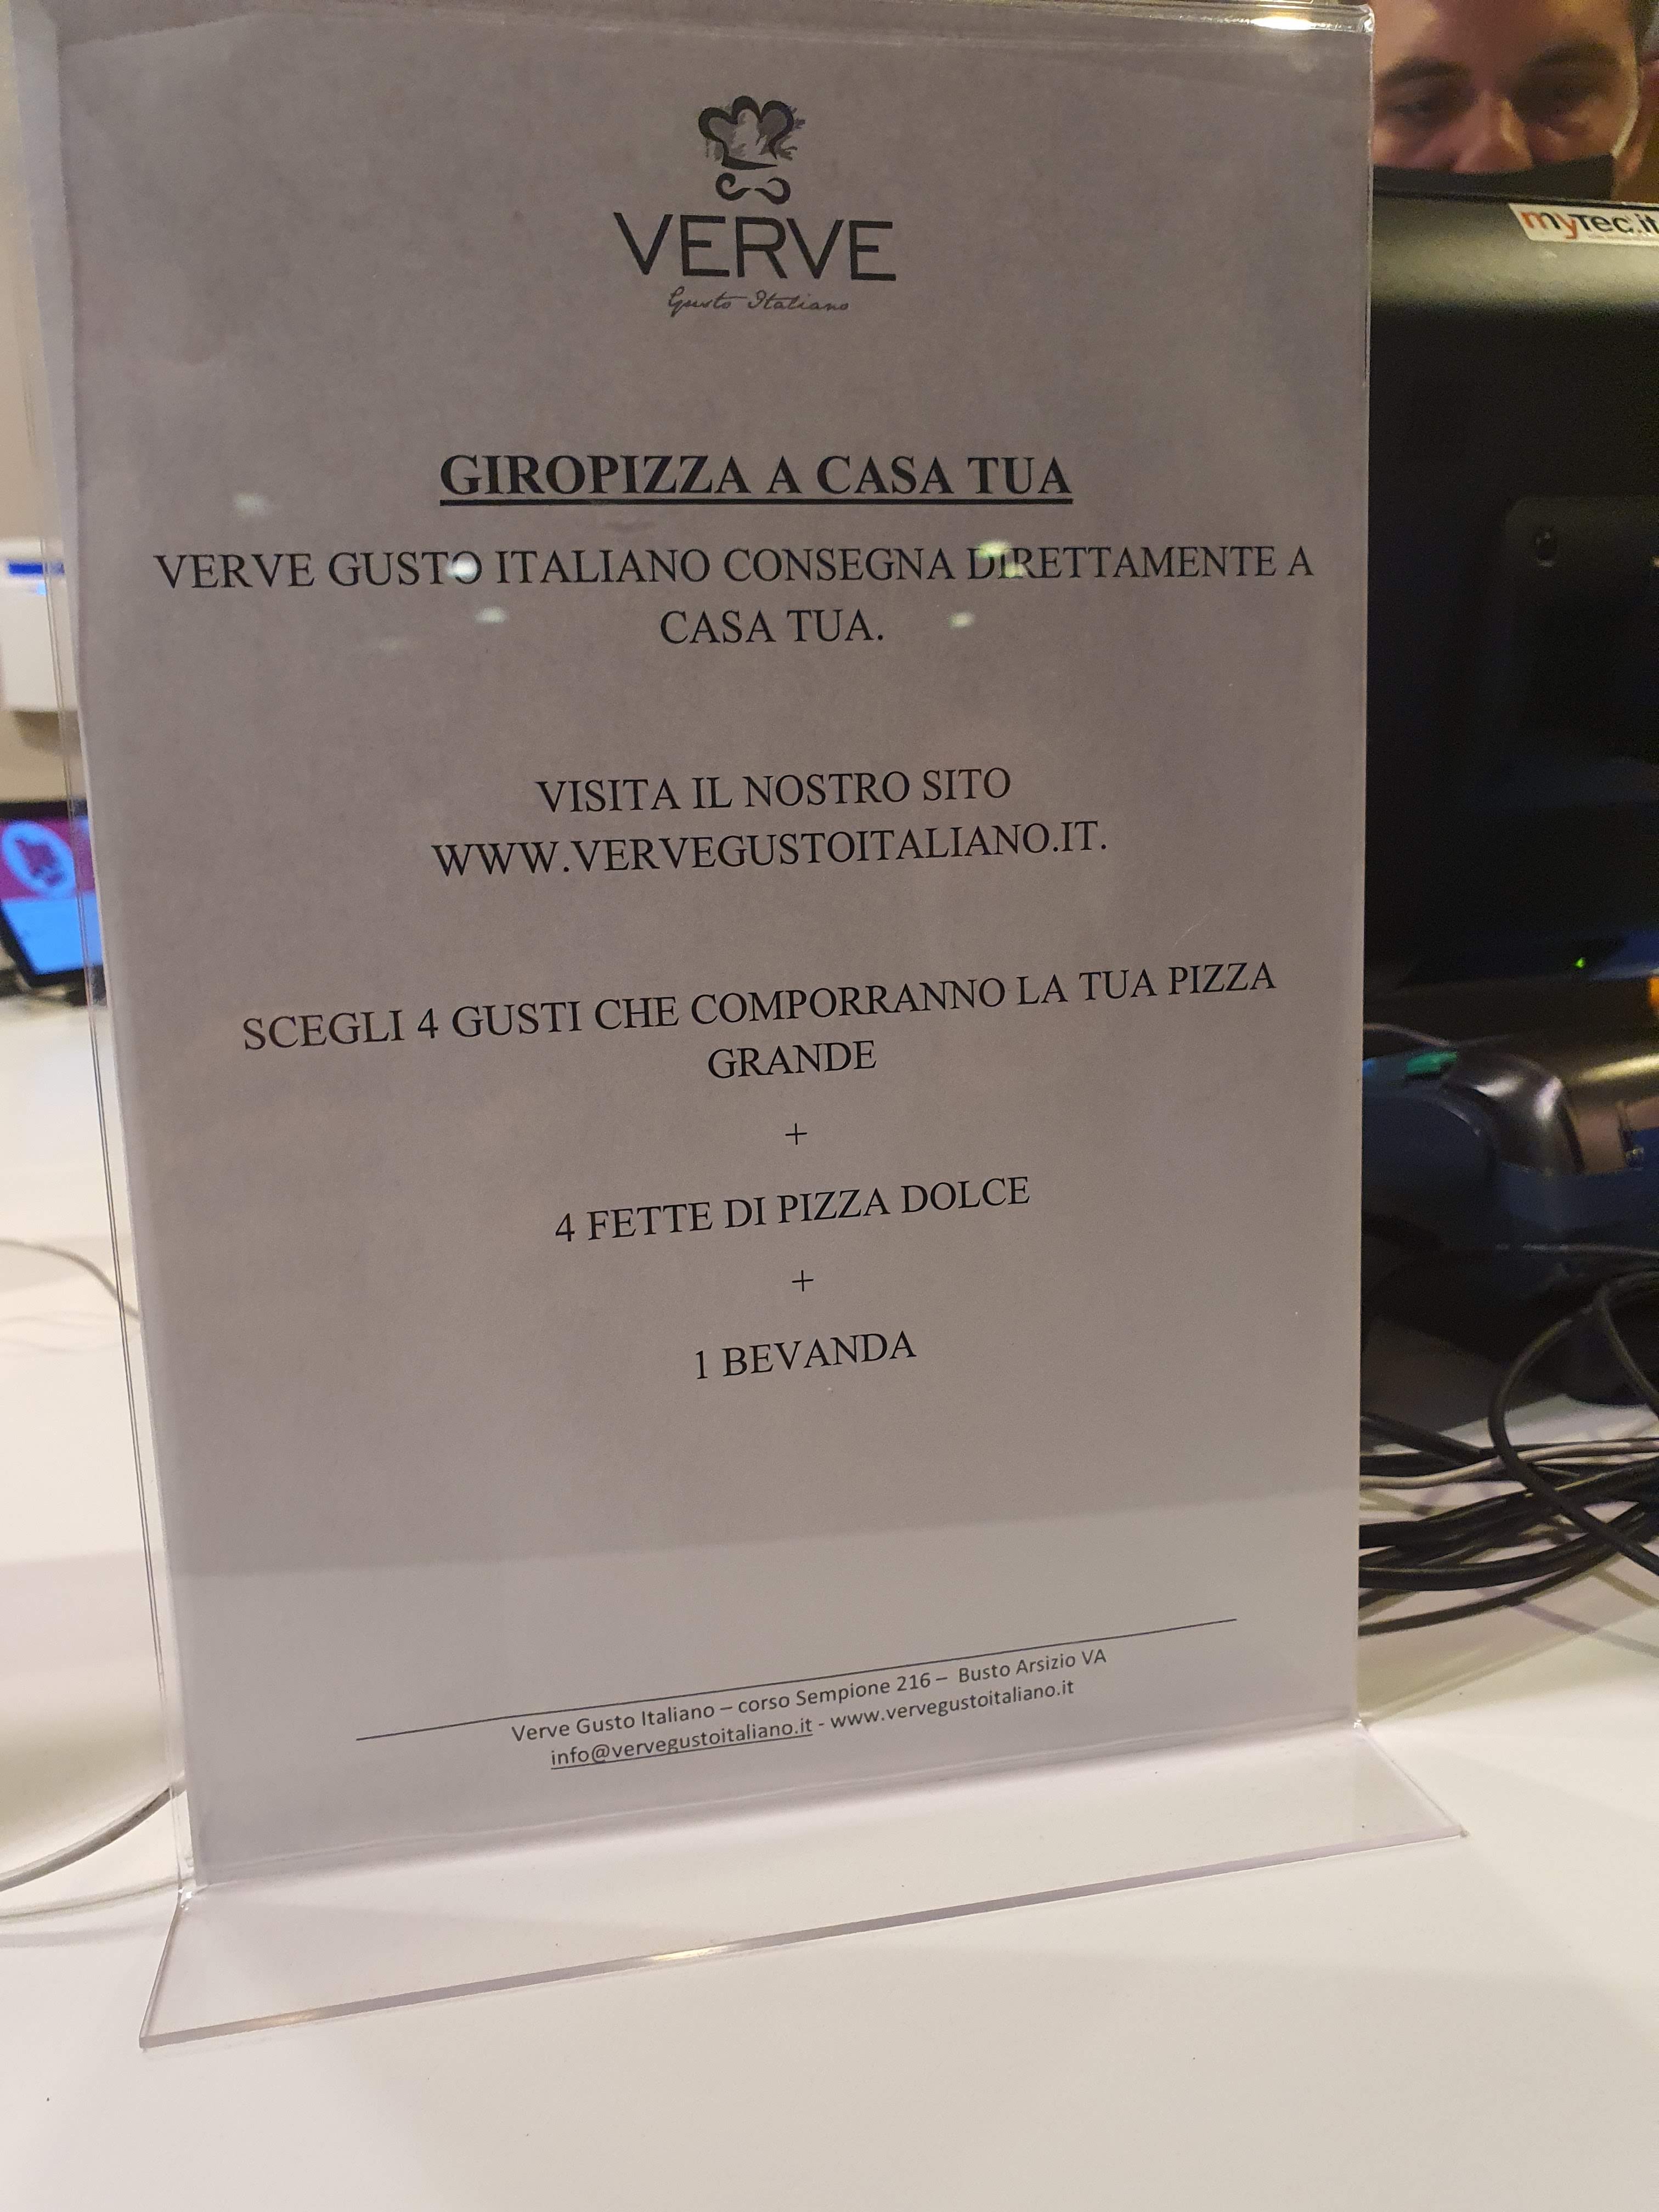 VERVE
Gusto Italiano
GIROPIZZA A CASA TUA
VERVE GUSTO ITALIANO CONSEGNA DIRETTAMENTE A
CASA TUA.
VISITA IL NOSTRO SITO
WWW.VERVEGUSTOITALIANO.IT.
SCEGLI 4 GUSTI CHE COMPORRANNO LA TUA PIZZA
GRANDE
+
4 FETTE DI PIZZA DOLCE
+
1 BEVANDA
Verve Gusto Italiano – corso Sempione 216 – Busto Arsizio VA
info@vervegustoitaliano.it - www.vervegustoitaliano.it
myTec.it